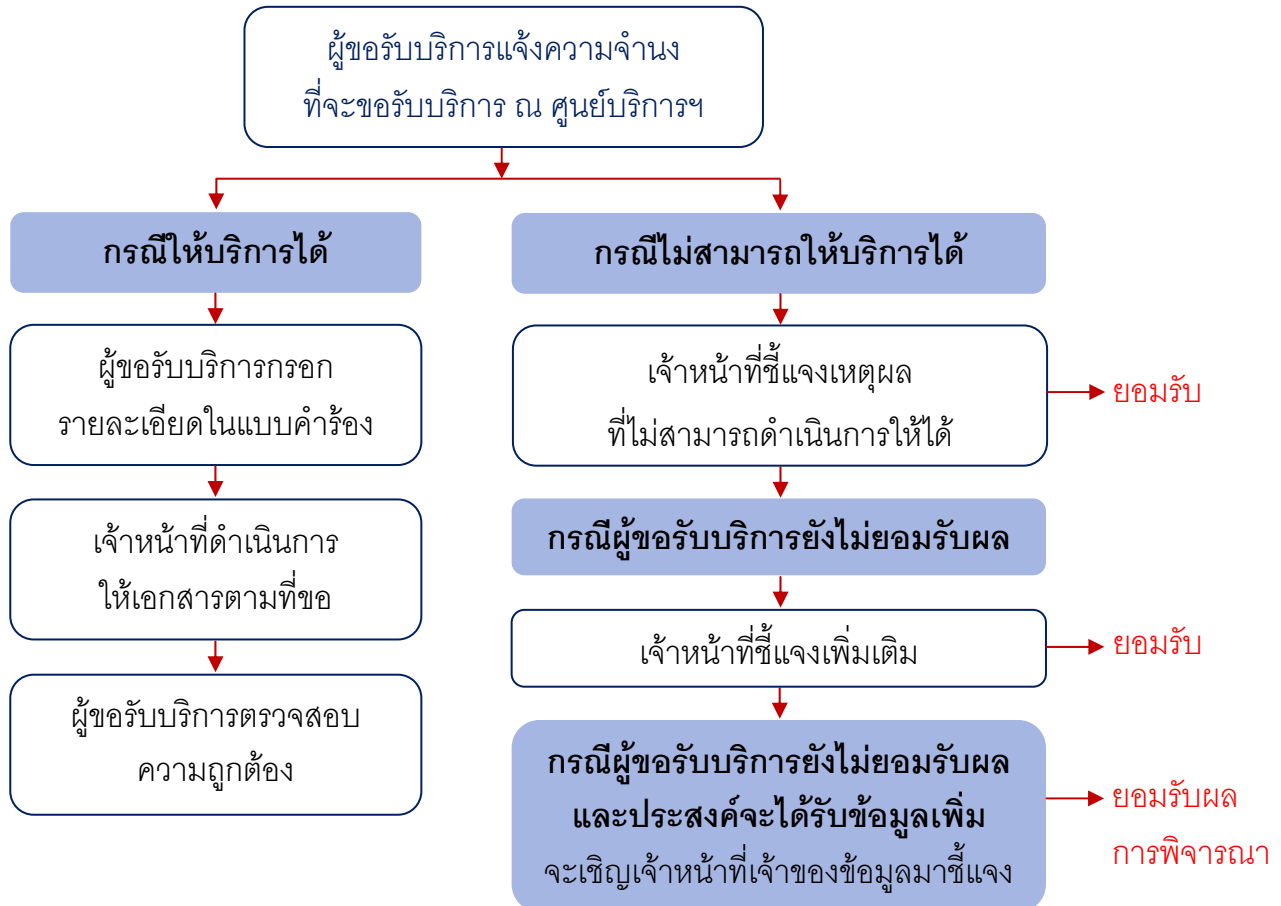 ผู้ขอรับบริการแจ้งความจำนง
ที่จะขอรับบริการ ณ ศูนย์บริการฯ
กรณีให้บริการได้
ผู้ขอรับบริการกรอก
รายละเอียดในแบบคำร้อง
เจ้าหน้าที่ดำเนินการ
ให้เอกสารตามที่ขอ
ผู้ขอรับบริการตรวจสอบ
ความถูกต้อง
กรณีไม่สามารถให้บริการได้
เจ้าหน้าที่ชี้แจงเหตุผล
ที่ไม่สามารถดำเนินการให้ได้
ยอมรับ
กรณีผู้ขอรับบริการยังไม่ยอมรับผล
เจ้าหน้าที่ชี้แจงเพิ่มเติม
ยอมรับ
กรณีผู้ขอรับบริการยังไม่ยอมรับผล
และประสงค์จะได้รับข้อมูลเพิ่ม
จะเชิญเจ้าหน้าที่เจ้าของข้อมูลมาชี้แจง
ยอมรับผล
การพิจารณา